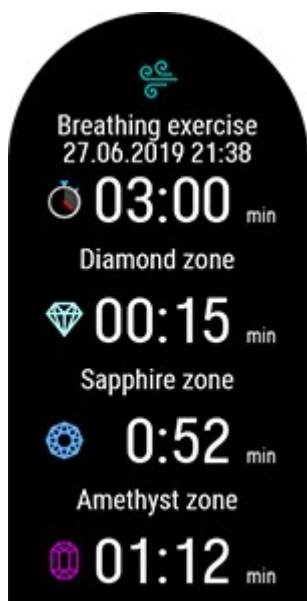 Breathing exercise
27.06.2019 21:38
03:00 min
Diamond zone
00:15 min
Sapphire zone
0:52 min
Amethyst zone
01:12 min